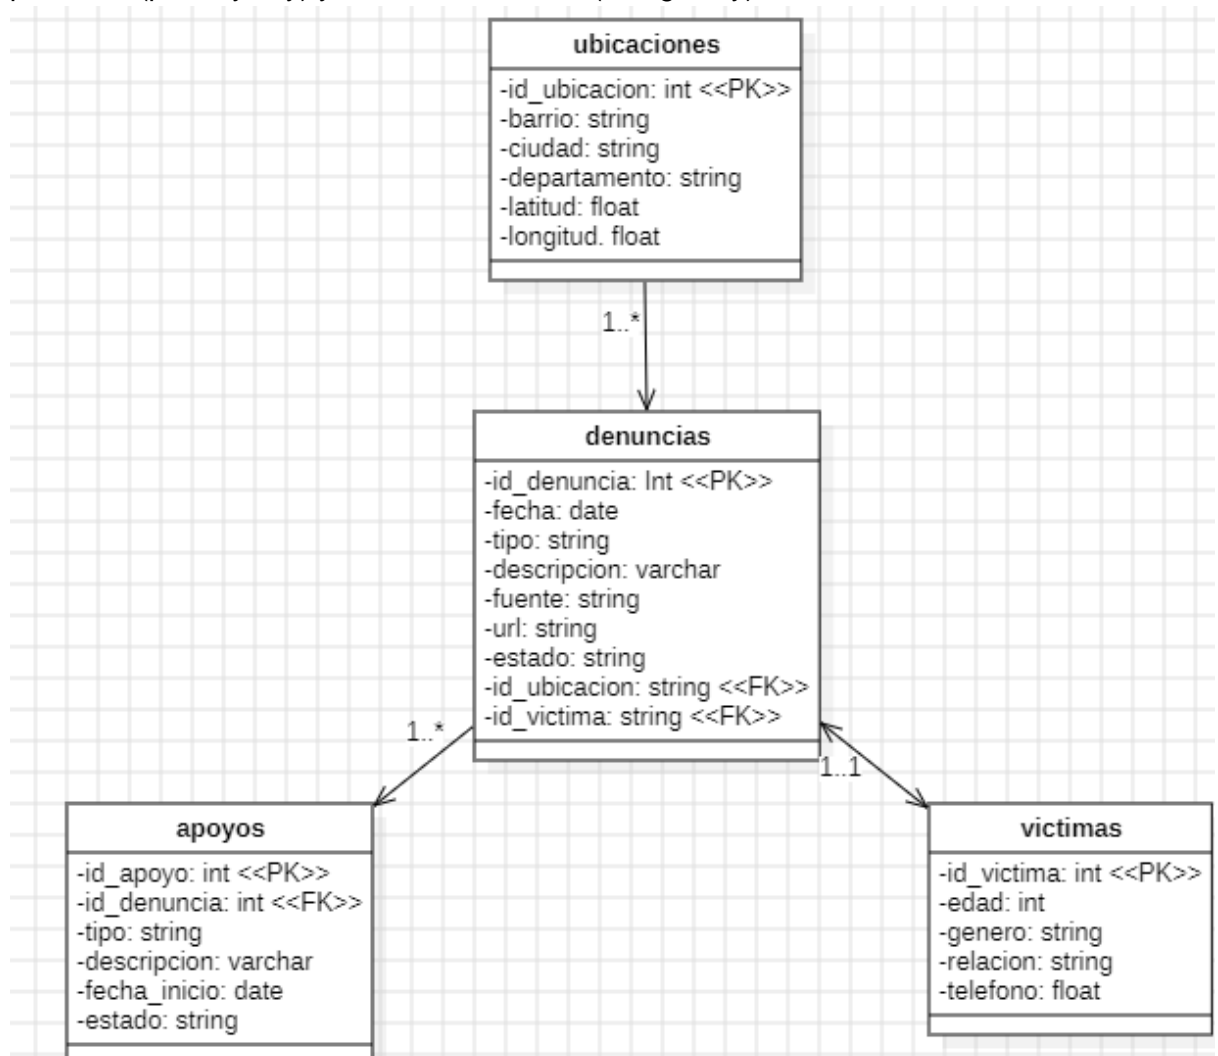 ubicaciones
-id_ubicacion: int <<PK>>
-barrio: string
-ciudad: string
-departamento: string
-latitud: float
-longitud. float
1..*
denuncias
-id_denuncia: Int <<PK>>
-fecha: date
-tipo: string
-descripcion: varchar
-fuente: string
-url: string
-estado: string
-id_ubicacion: string <<FK>>
-id_victima: string <<FK>>
1..*
1..1
apoyos
-id_apoyo: int <<PK>>
-id_denuncia: int <<FK>>
-tipo: string
-descripcion: varchar
-fecha_inicio: date
-estado: string
victimas
-id_victima: int <<PK>>
-edad: int
-genero: string
-relacion: string
-telefono: float